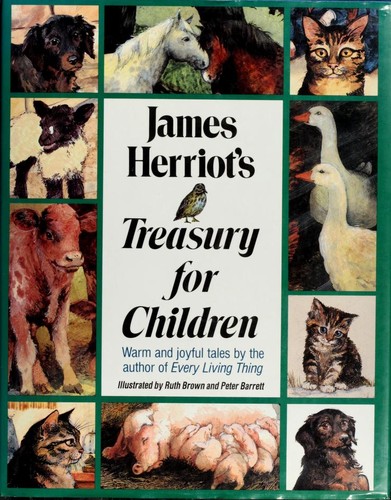 James
Herriot's
Treasury
for
Children
Warm and joyful tales by the
author of Every Living Thing
Illustrated by Ruth Brown and Peter Barrett